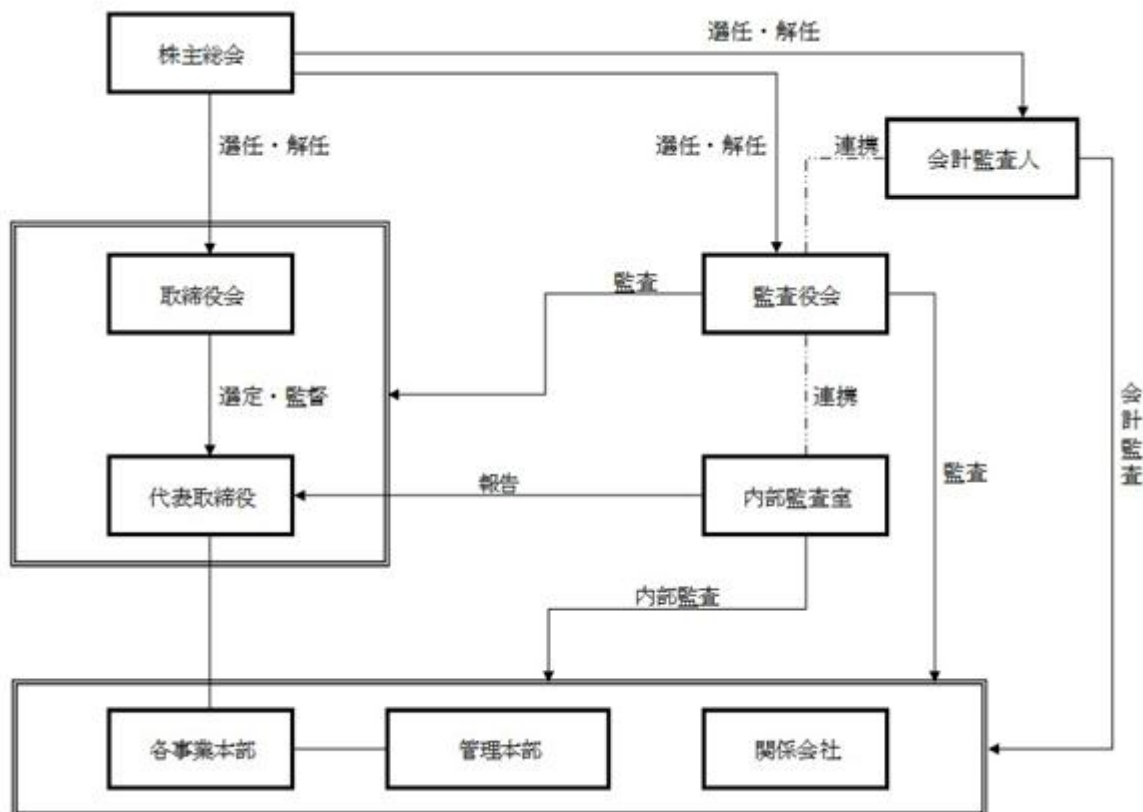 選任・解任
株主総会
選任・解任
選任・解任
連携
会計監査人
取締役会
監査
監査役会
選定・監督
連携
会計監査
代表取締役
報告
内部監査室
監査
内部監査
各事業本部
管理本部
関係会社